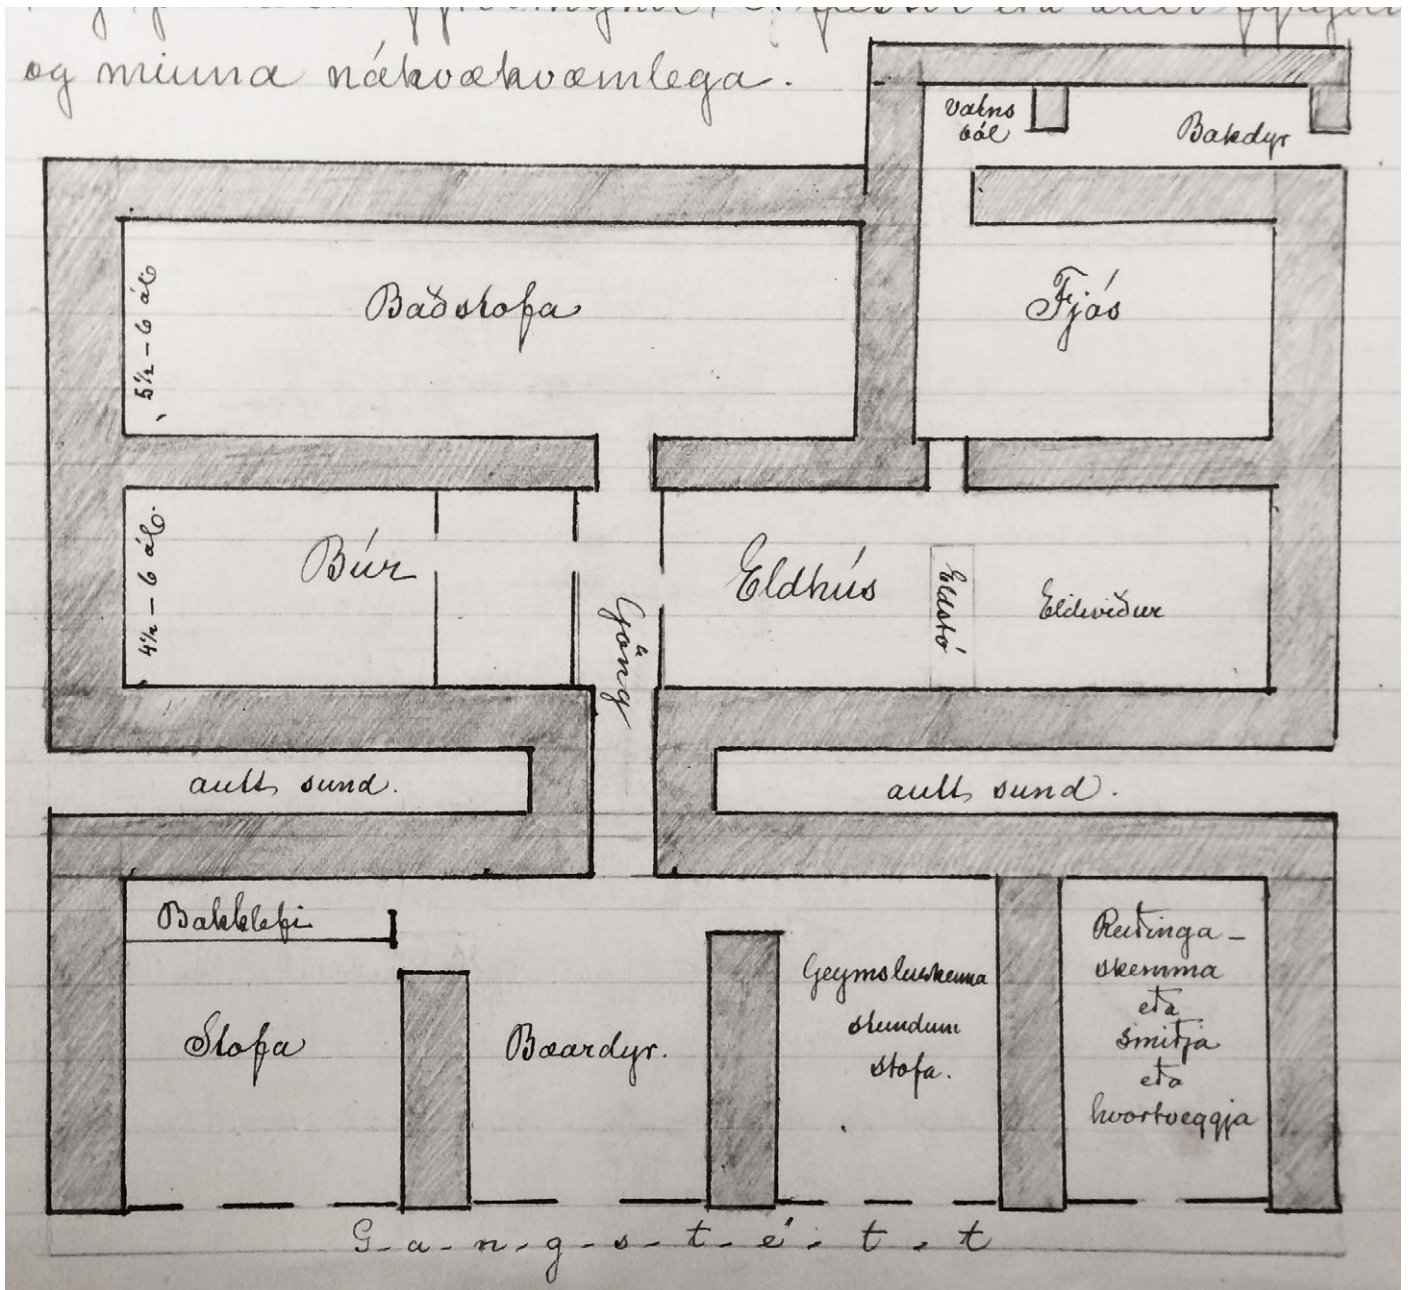 og minna nákvækvæmlega.
Vatns
ból
Bakdyr
Baðstofa
Fjós
5½ – 6 ál.
Búr
Eldhús
Eldstó
Eldiviður
4½ – 6 ál.
Göng
autt sund.
autt sund.
Bakklefi
Stofa
Bæardyr.
Geymsluskemma
stundum
stofa.
Reiðinga-
skemma
eða
smiðja
eða
hvortveggja
G-a-n-g-s-t-é-t-t